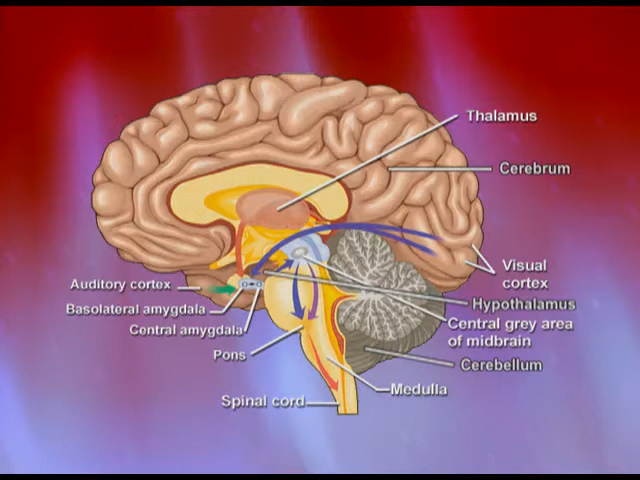 Thalamus
Cerebrum
Visual
cortex
Auditory cortex
Hypothalamus
Basolateral amygdala
Central grey area
of midbrain
Central amygdala
Pons
Cerebellum
Medulla
Spinal cord